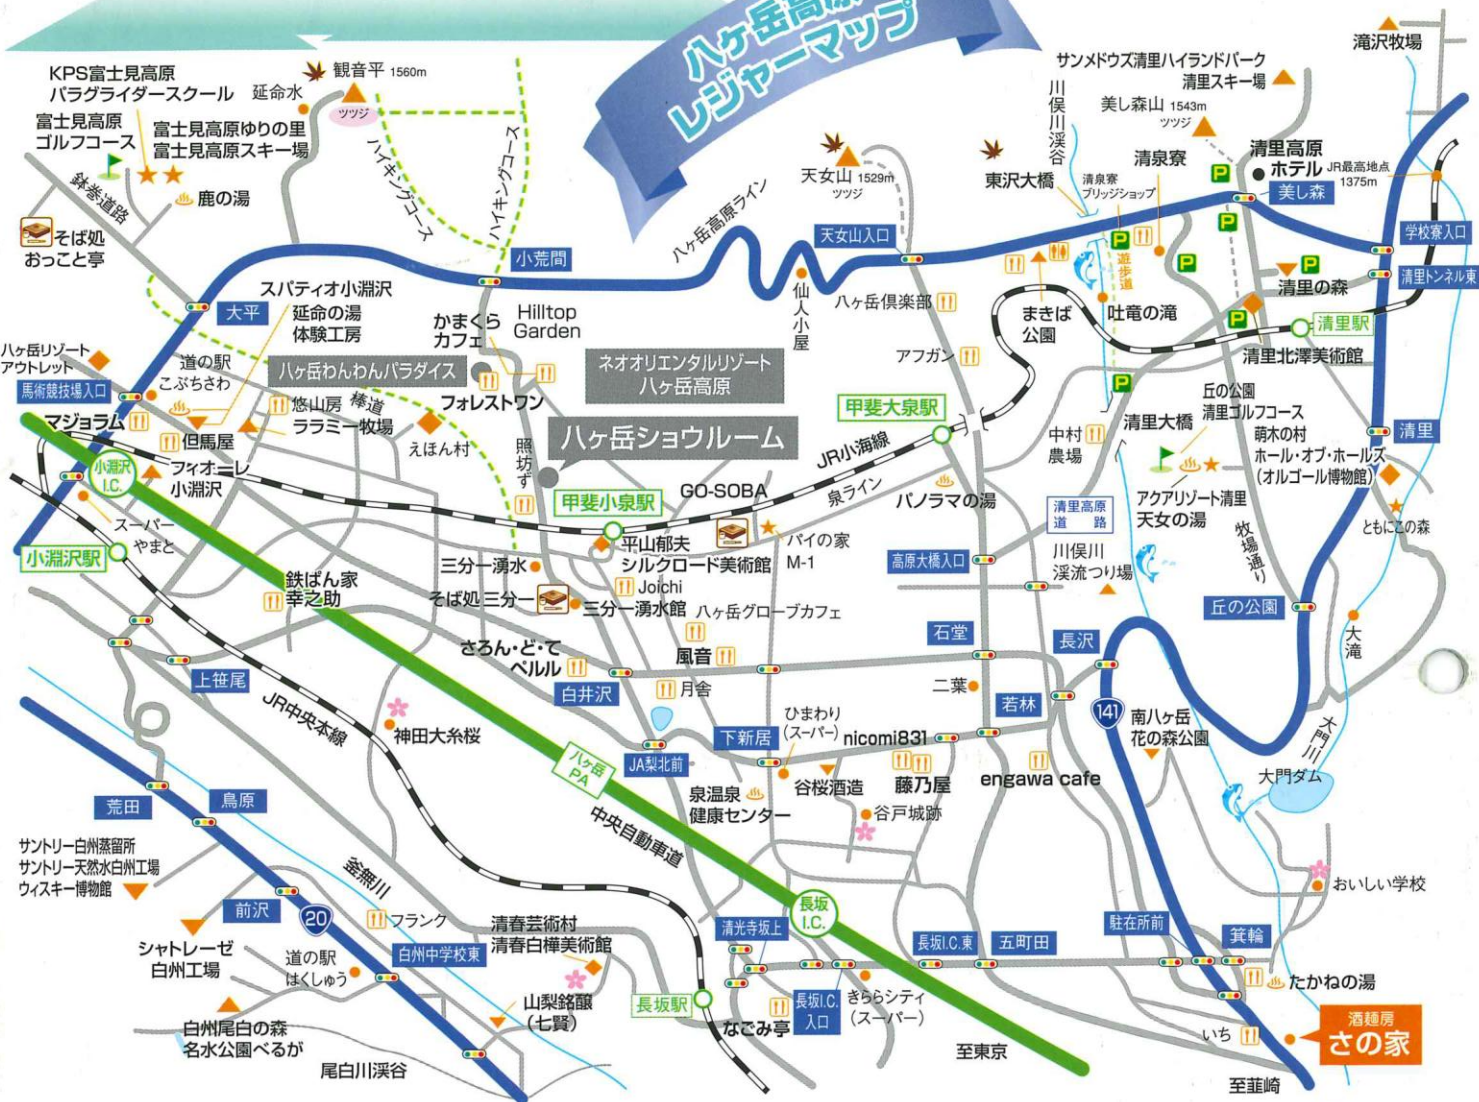 八ヶ岳高原
レジャーマップ
滝沢牧場
サンメドウズ清里ハイランドパーク
清里スキー場
KPS富士見高原
パラグライダースクール
延命水
観音平 1560m
ツツジ
富士見高原
ゴルフコース
富士見高原ゆりの里
富士見高原スキー場
鉢巻道路
鹿の湯
そば処
おっこと亭
ハイキングコース
ハイキングコース
八ヶ岳高原ライン
天女山 1529m
ツツジ
天女山入口
東沢大橋
川俣川渓谷
美し森山 1543m
ツツジ
清泉寮
清泉寮
ブリッジショップ
清里高原
ホテル
JR最高地点
1375m
美し森
学校寮入口
清里トンネル東
P
P
P
P
P
P
P
遊歩道
清里の森
吐竜の滝
まきば
公園
清里駅
清里北澤美術館
八ヶ岳倶楽部
仙人小屋
アフガン
小荒間
大平
スパティオ小淵沢
延命の湯
体験工房
かまくら
カフェ
Hilltop
Garden
八ヶ岳リゾート
アウトレット
道の駅
こぶちさわ
馬術競技場入口
八ヶ岳わんわんパラダイス
ネオオリエンタルリゾート
八ヶ岳高原
フォレストワン
悠山房
ララミー牧場
棒道
えほん村
マジョラム
但馬屋
フィオーレ
小淵沢
小淵沢
I.C.
照坊ず
八ヶ岳ショウルーム
甲斐大泉駅
JR小海線
泉ライン
GO-SOBA
甲斐小泉駅
パノラマの湯
中村
農場
清里大橋
丘の公園
清里ゴルフコース
清里
萌木の村
ホール・オブ・ホールズ
(オルゴール博物館)
アクアリゾート清里
天女の湯
ともにこの森
牧場通り
清里高原
道路
川俣川
渓流つり場
高原大橋入口
丘の公園
大滝
スーパー
やまと
小淵沢駅
平山郁夫
シルクロード美術館
パイの家
M-1
三分一湧水
Joichi
そば処 三分一
三分一湧水館
八ヶ岳グローブカフェ
鉄ぱん家
幸之助
さろん・ど・て
ペルル
風音
白井沢
月舎
上笹尾
JR中央本線
神田大糸桜
石堂
長沢
二葉
若林
141
南八ヶ岳
花の森公園
大門川
大門ダム
ひまわり
(スーパー)
下新居
nicomi831
JA梨北前
八ヶ岳
PA
泉温泉
健康センター
谷桜酒造
藤乃屋
engawa cafe
谷戸城跡
中央自動車道
荒田
鳥原
サントリー白州蒸留所
サントリー天然水白州工場
ウィスキー博物館
釜無川
前沢
20
フランク
シャトレーゼ
白州工場
道の駅
はくしゅう
白州中学校東
清春芸術村
清春白樺美術館
清光寺坂上
長坂
I.C.
長坂I.C.東
五町田
駐在所前
箕輪
おいしい学校
たかねの湯
白州尾白の森
名水公園べるが
山梨銘醸
(七賢)
長坂駅
なごみ亭
長坂I.C.
入口
きららシティ
(スーパー)
いち
酒麺房
さの家
尾白川渓谷
至東京
至韮崎